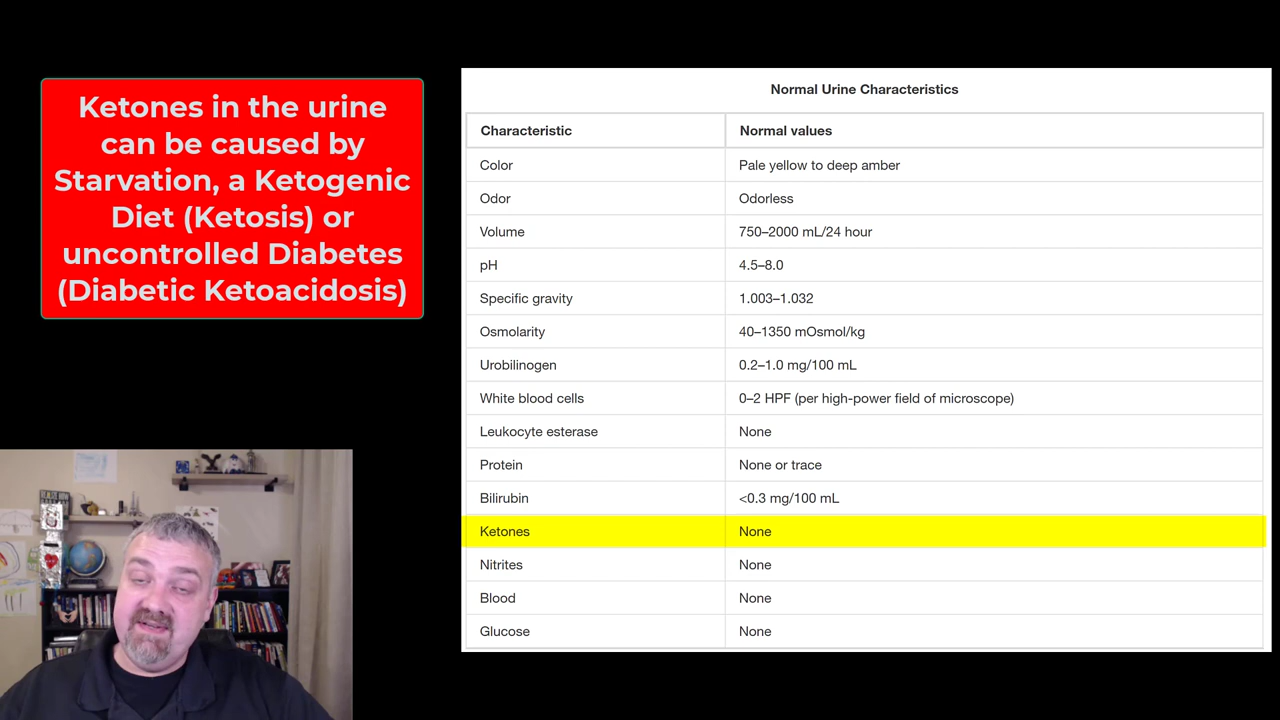 Ketones in the urine
can be caused by
Starvation, a Ketogenic
Diet (Ketosis) or
uncontrolled Diabetes
(Diabetic Ketoacidosis)
Normal Urine Characteristics
Characteristic Normal values
Color Pale yellow to deep amber
Odor Odorless
Volume 750–2000 mL/24 hour
pH 4.5–8.0
Specific gravity 1.003–1.032
Osmolarity 40–1350 mOsmol/kg
Urobilinogen 0.2–1.0 mg/100 mL
White blood cells 0–2 HPF (per high-power field of microscope)
Leukocyte esterase None
Protein None or trace
Bilirubin <0.3 mg/100 mL
Ketones None
Nitrites None
Blood None
Glucose None